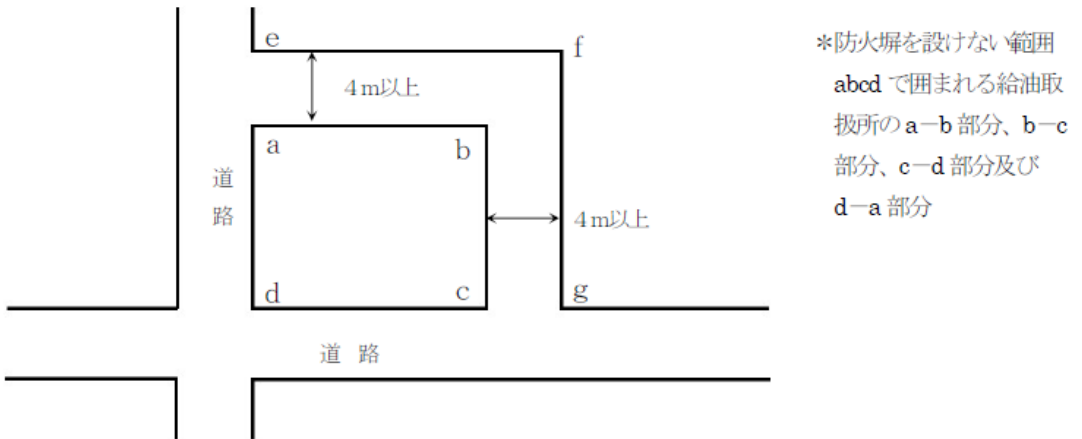 e
f
4m以上
a
b
道
路
4m以上
d
c
g
道 路
*防火塀を設けない範囲
abcd で囲まれる給油取
扱所の a-b 部分、b-c
部分、c-d 部分及び
d-a 部分